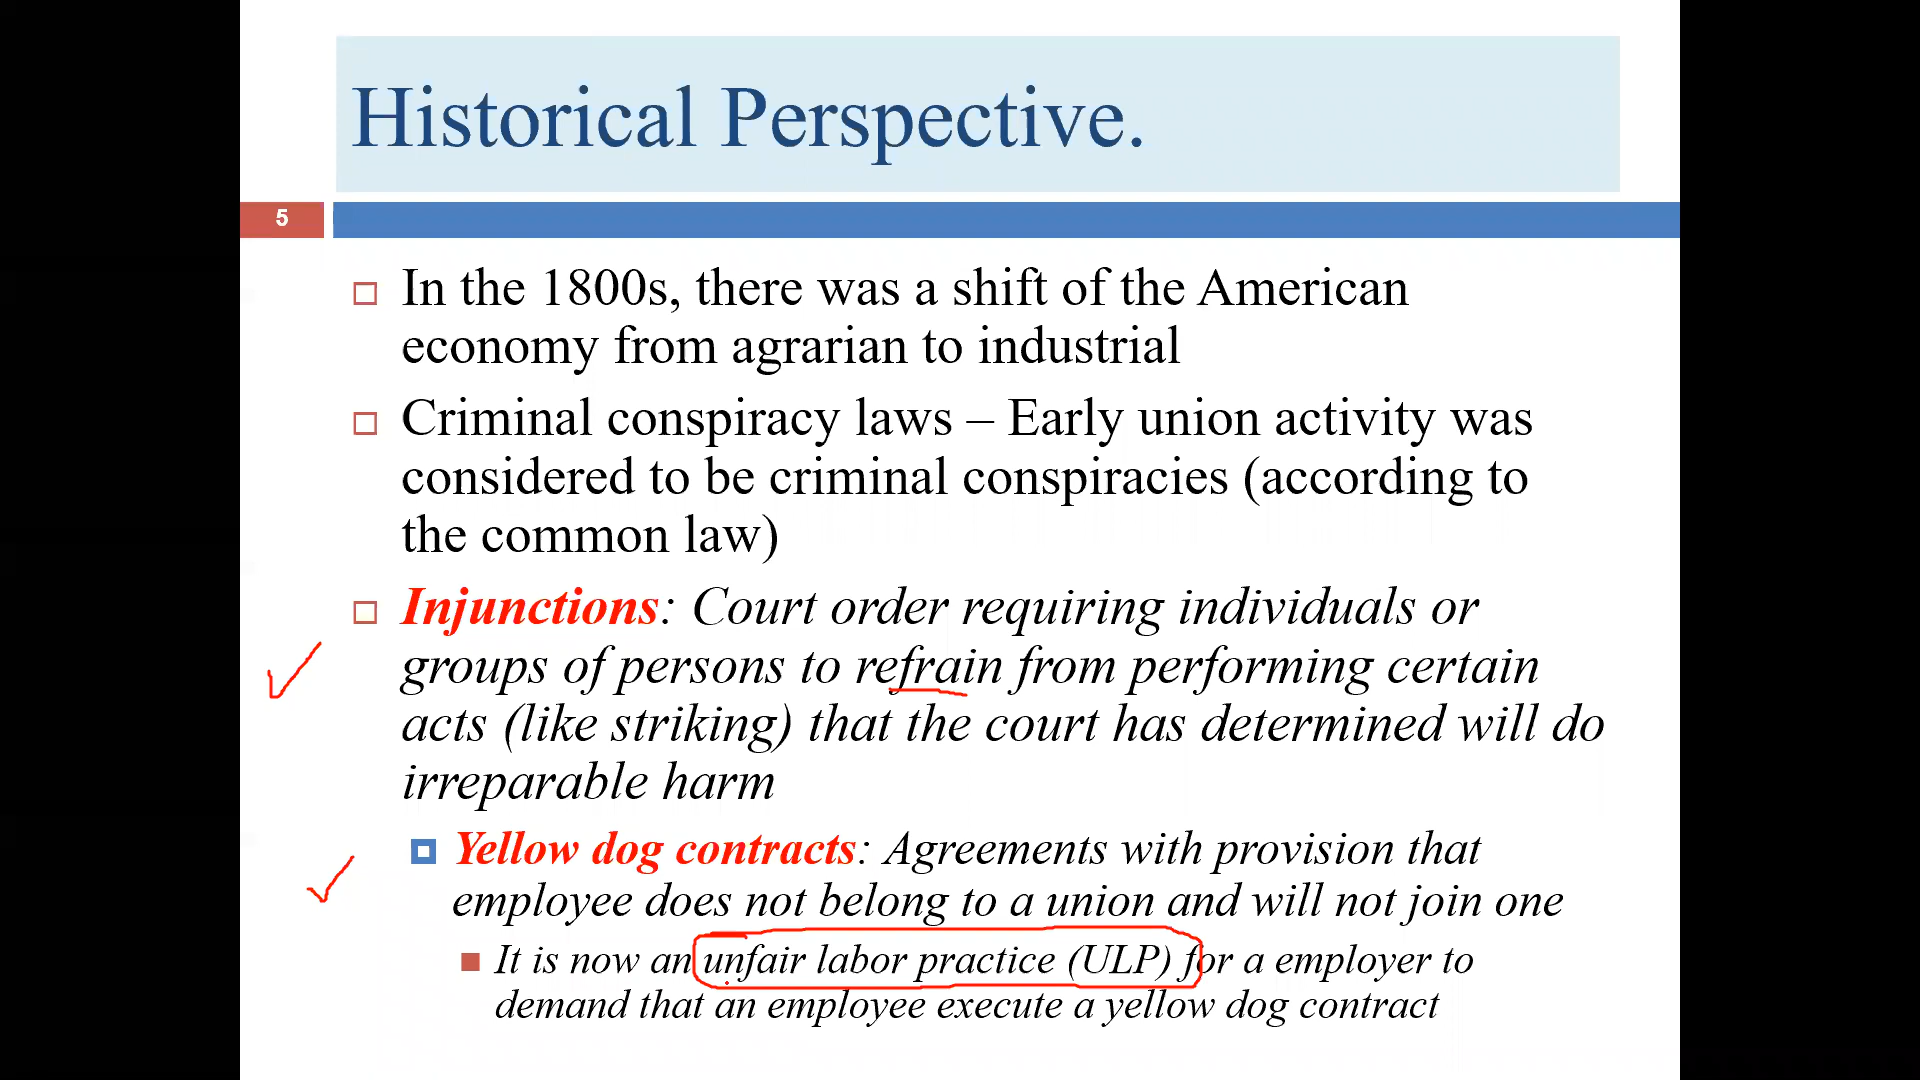 Historical Perspective.
5
In the 1800s, there was a shift of the American
economy from agrarian to industrial
Criminal conspiracy laws – Early union activity was
considered to be criminal conspiracies (according to
the common law)
Injunctions: Court order requiring individuals or
groups of persons to refrain from performing certain
acts (like striking) that the court has determined will do
irreparable harm
Yellow dog contracts: Agreements with provision that
employee does not belong to a union and will not join one
It is now an unfair labor practice (ULP) for a employer to
demand that an employee execute a yellow dog contract